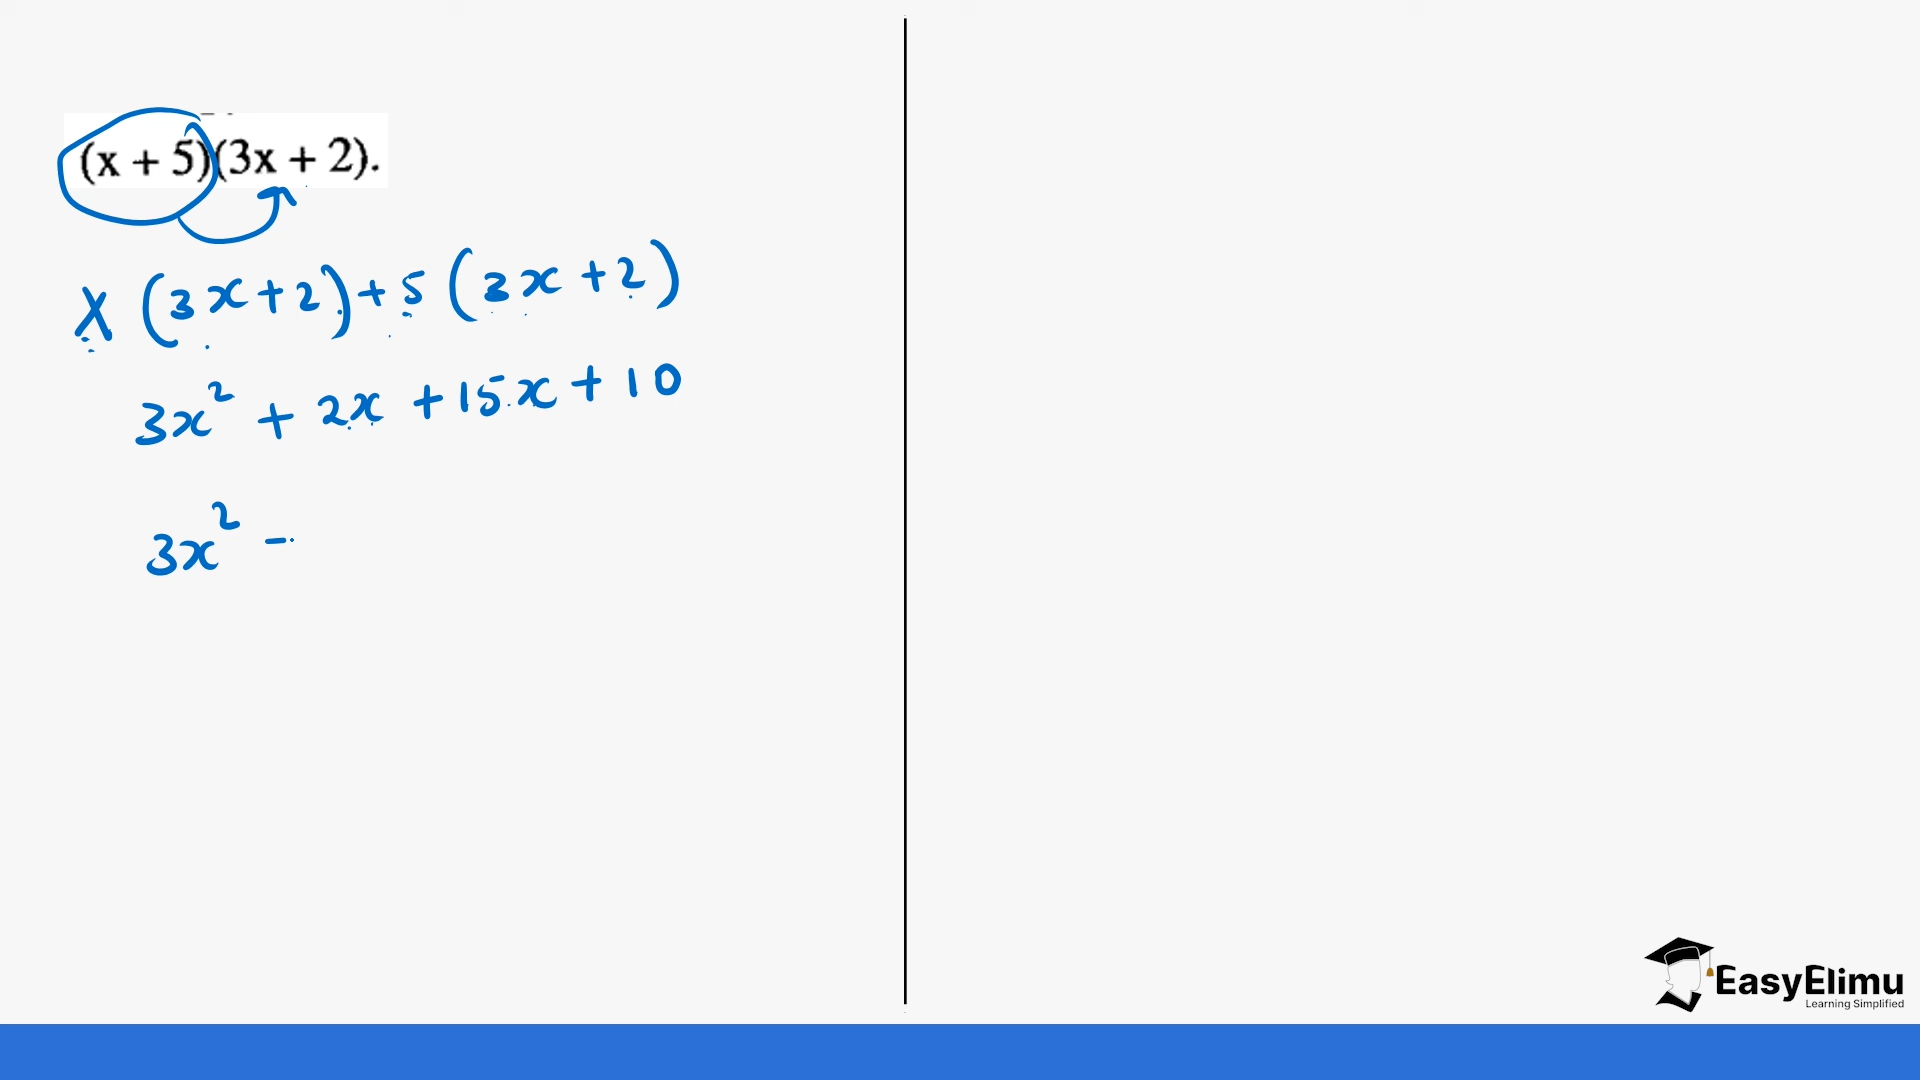 (x + 5)(3x + 2).
x (3x+2) + 5 (3x+2)
3x² + 2x + 15x + 10
3x² -
EasyElimu
Learning Simplified